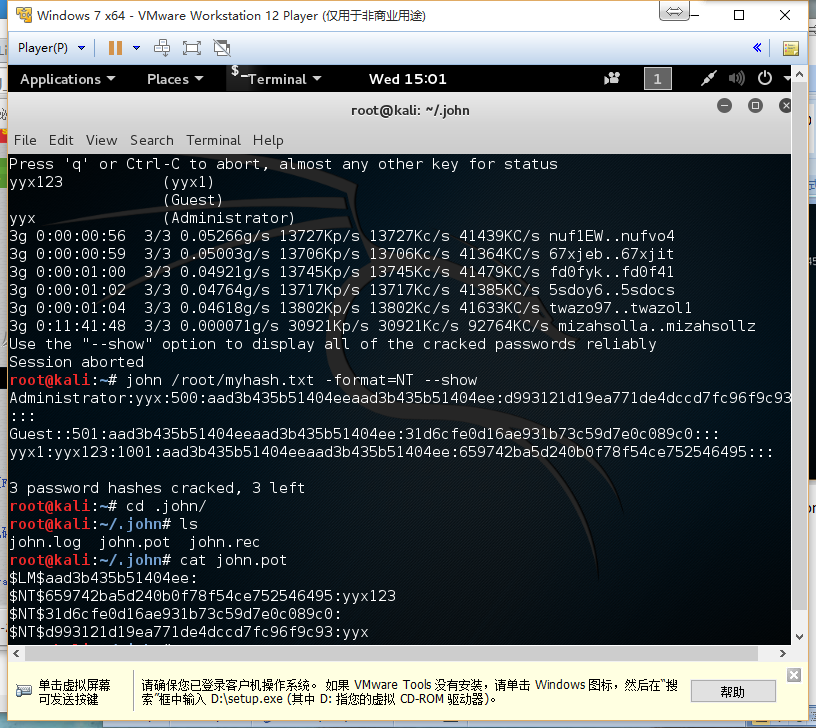 Windows 7 x64 - VMware Workstation 12 Player (仅用于非商业用途)
Player(P)
Applications Places Terminal Wed 15:01 1
root@kali: ~/.john
File Edit View Search Terminal Help
Press 'q' or Ctrl-C to abort, almost any other key for status
yyx123 (yyx1)
(Guest)
yyx (Administrator)
3g 0:00:00:56 3/3 0.05266g/s 13727Kp/s 13727Kc/s 41439KC/s nuf1EW..nufvo4
3g 0:00:00:59 3/3 0.05003g/s 13706Kp/s 13706Kc/s 41364KC/s 67xjeb..67xjit
3g 0:00:01:00 3/3 0.04921g/s 13745Kp/s 13745Kc/s 41479KC/s fd0fyk..fd0f41
3g 0:00:01:02 3/3 0.04764g/s 13717Kp/s 13717Kc/s 41385KC/s 5sdoy6..5sdocs
3g 0:00:01:04 3/3 0.04618g/s 13802Kp/s 13802Kc/s 41633KC/s twazo97..twazol1
3g 0:11:41:48 3/3 0.000071g/s 30921Kp/s 30921Kc/s 92764KC/s mizahsolla..mizahsollz
Use the "--show" option to display all of the cracked passwords reliably
Session aborted
root@kali:~# john /root/myhash.txt -format=NT --show
Administrator:yyx:500:aad3b435b51404eeaad3b435b51404ee:d993121d19ea771de4dccd7fc96f9c93
:::
Guest::501:aad3b435b51404eeaad3b435b51404ee:31d6cfe0d16ae931b73c59d7e0c089c0:::
yyx1:yyx123:1001:aad3b435b51404eeaad3b435b51404ee:659742ba5d240b0f78f54ce752546495:::
3 password hashes cracked, 3 left
root@kali:~# cd .john/
root@kali:~/.john# ls
john.log john.pot john.rec
root@kali:~/.john# cat john.pot
$LM$aad3b435b51404ee:
$NT$659742ba5d240b0f78f54ce752546495:yyx123
$NT$31d6cfe0d16ae931b73c59d7e0c089c0:
$NT$d993121d19ea771de4dccd7fc96f9c93:yyx
单击虚拟屏幕
可发送按键
请确保您已登录客户机操作系统。 如果 VMware Tools 没有安装，请单击 Windows 图标，然后在“搜
索”框中输入 D:\setup.exe (其中 D: 指您的虚拟 CD-ROM 驱动器)。
帮助